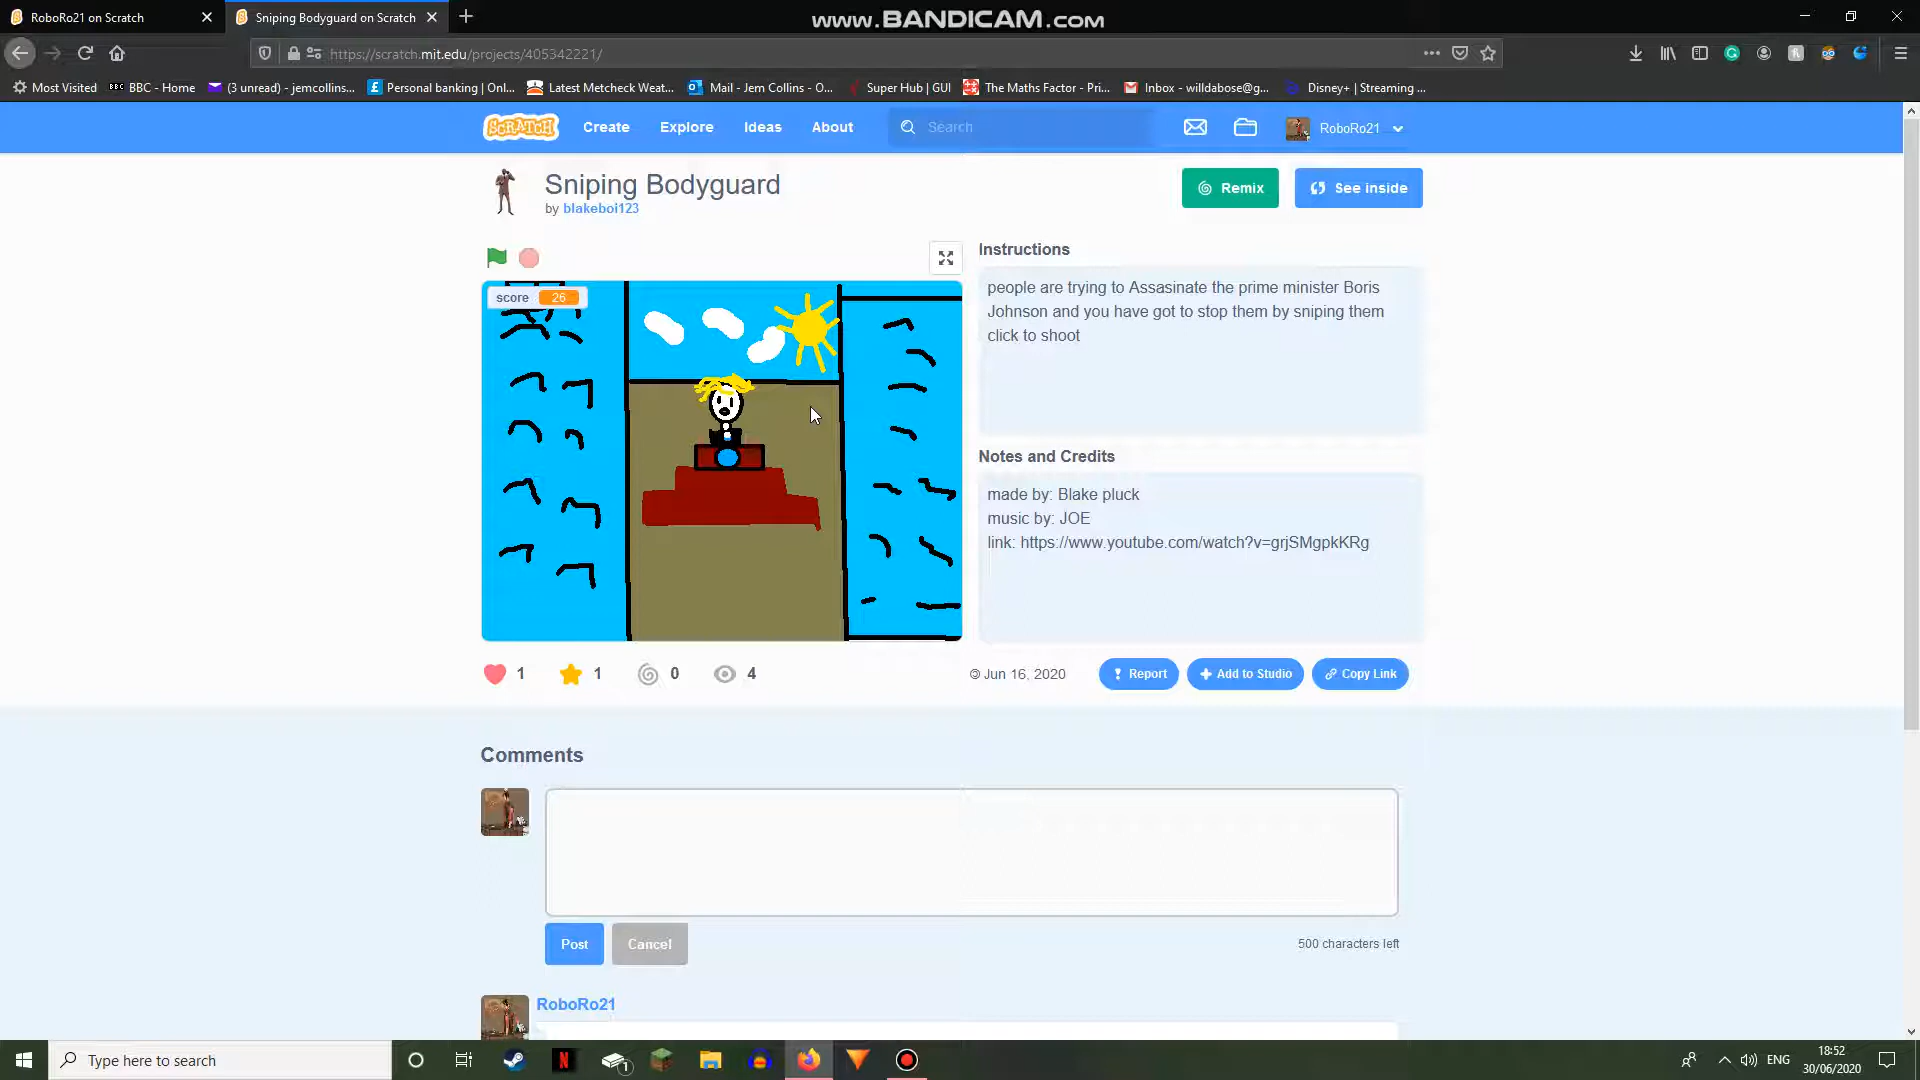 RoboRo21 on Scratch
Sniping Bodyguard on Scratch
www.BANDICAM.com
https://scratch.mit.edu/projects/405342221/
Most Visited
BBC BBC - Home
(3 unread) - jemcollins...
Personal banking | Onl...
Latest Metcheck Weat...
Mail - Jem Collins - O...
Super Hub | GUI
The Maths Factor - Pri...
Inbox - willdabose@g...
Disney+ | Streaming ...
SCRATCH
Create
Explore
Ideas
About
Search
RoboRo21
Sniping Bodyguard
by blakeboi123
Remix
See inside
score 26
Instructions
people are trying to Assasinate the prime minister Boris
Johnson and you have got to stop them by sniping them
click to shoot
Notes and Credits
made by: Blake pluck
music by: JOE
link: https://www.youtube.com/watch?v=grjSMgpkKRg
1
1
0
4
© Jun 16, 2020
Report
Add to Studio
Copy Link
Comments
Post
Cancel
500 characters left
RoboRo21
Type here to search
1
ENG
18:52
30/06/2020